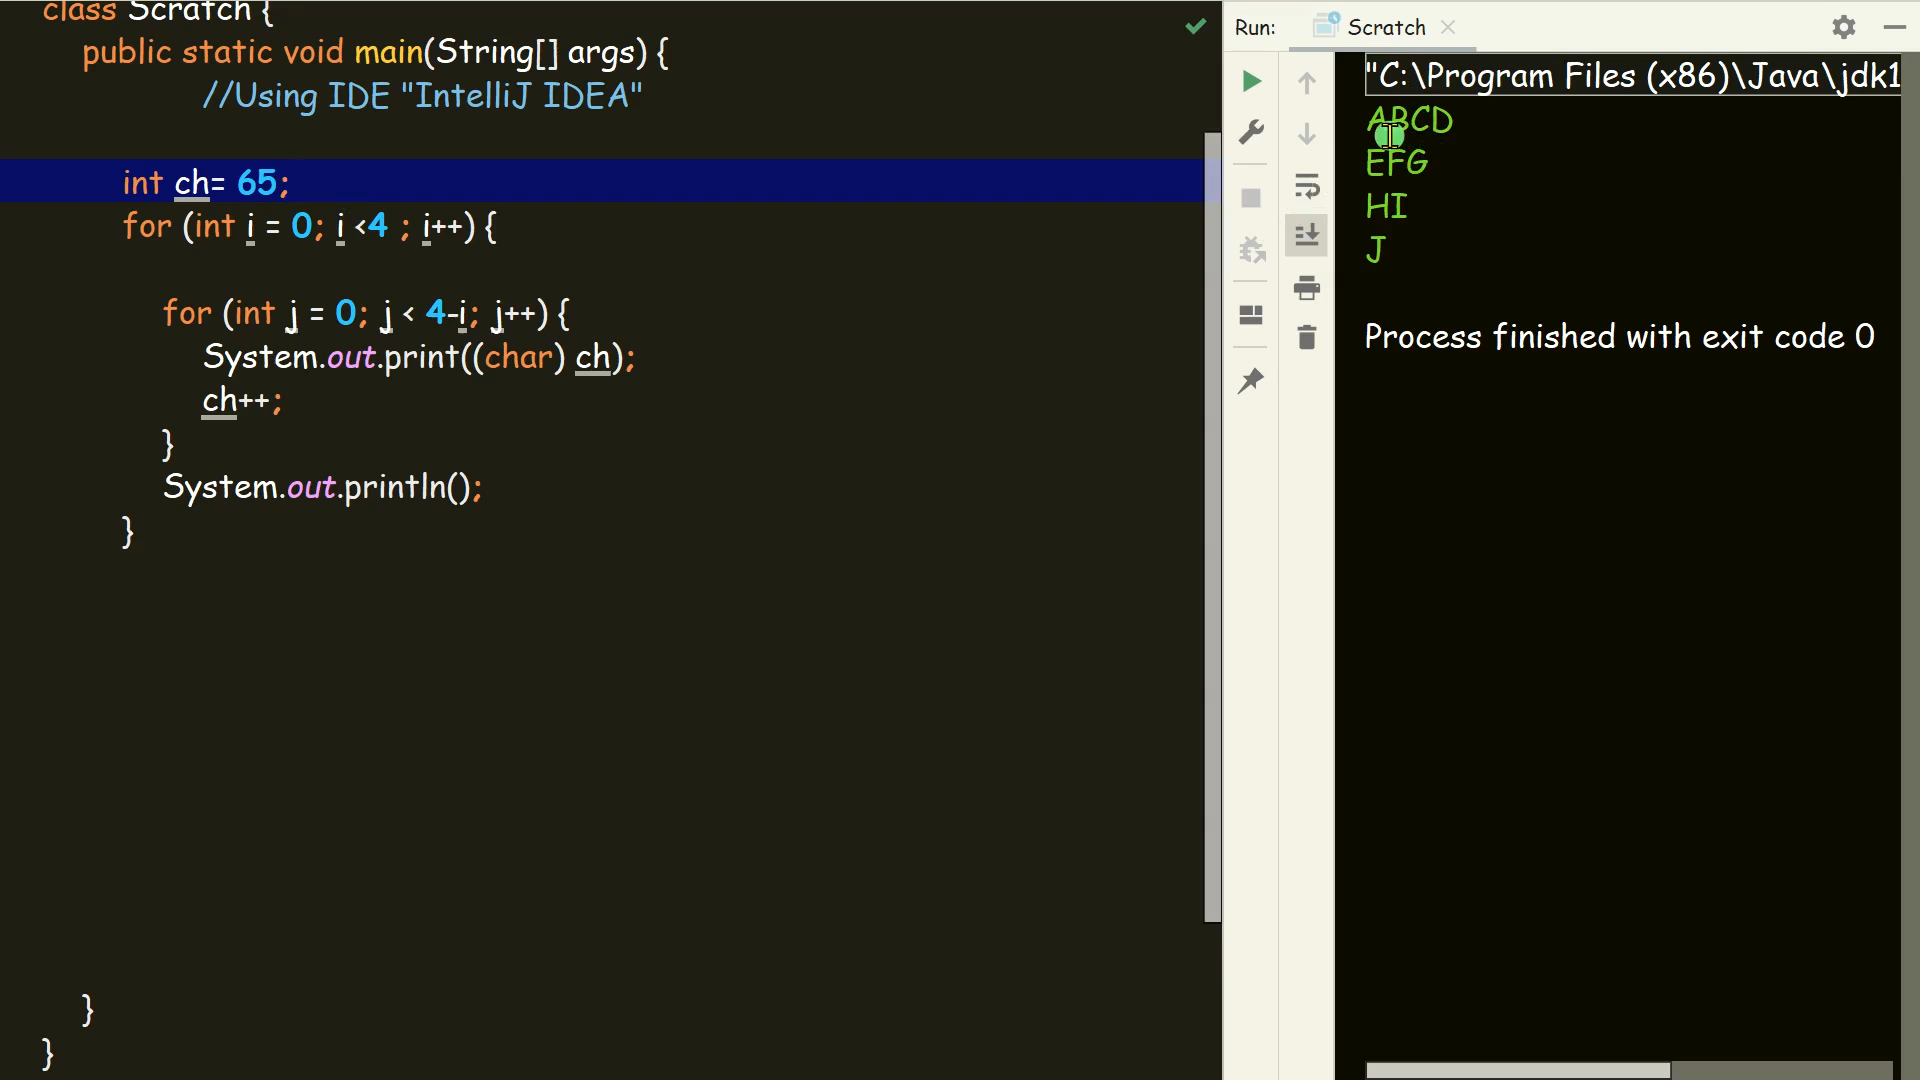 class Scratch {
public static void main(String[] args) {
//Using IDE "IntelliJ IDEA"
int ch= 65;
for (int i = 0; i <4 ; i++) {
for (int j = 0; j < 4-i; j++) {
System.out.print((char) ch);
ch++;
}
System.out.println();
}
}
}
Run: Scratch
"C:\Program Files (x86)\Java\jdk1
ABCD
EFG
HI
J
Process finished with exit code 0